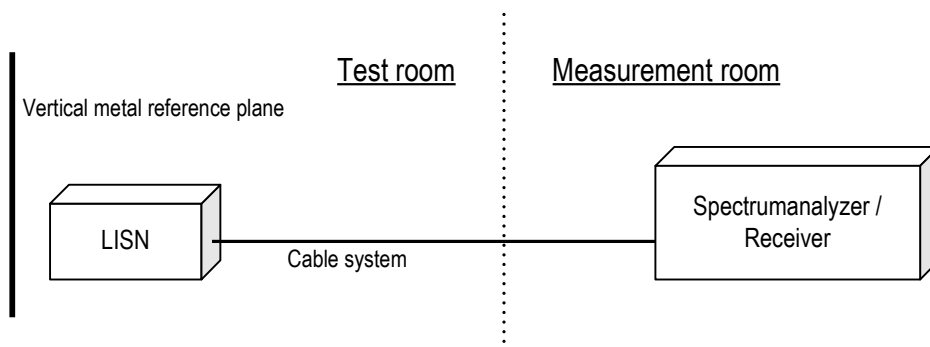 Test room
Measurement room
Vertical metal reference plane
LISN
Cable system
Spectrumanalyzer /
Receiver